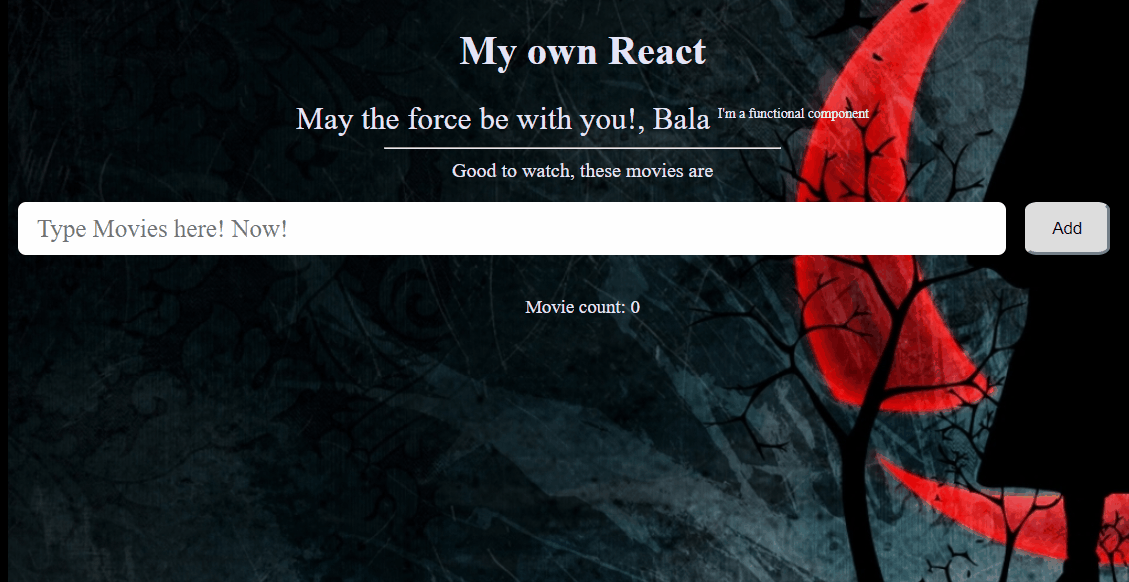 My own React
May the force be with you!, Bala I'm a functional component
Good to watch, these movies are
Type Movies here! Now!
Add
Movie count: 0